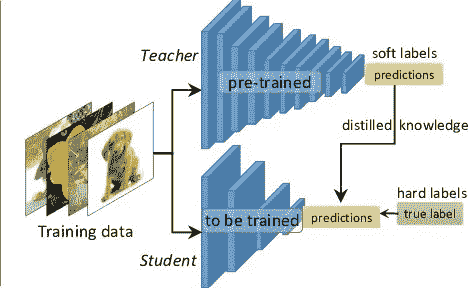 Teacher
soft labels
pre-trained
predictions
distilled knowledge
hard labels
to be trained
predictions
true label
Training data
Student